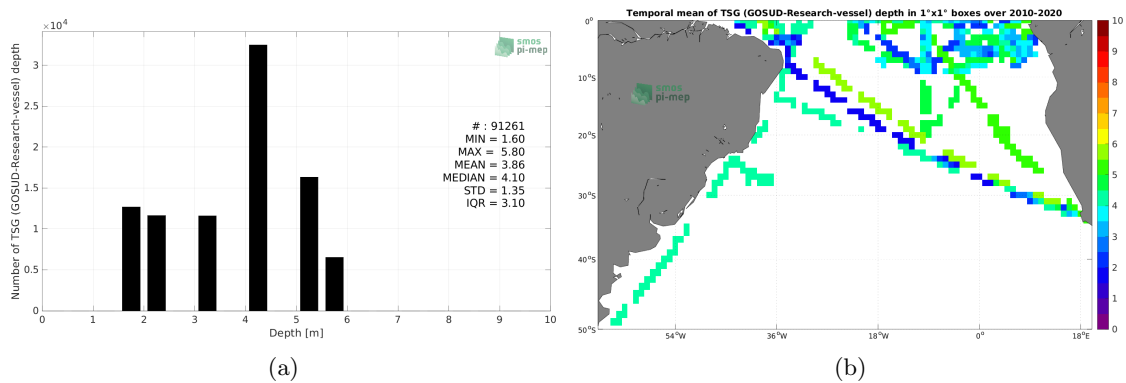 ×10⁴
Number of TSG (GOSUD-Research-vessel) depth
3
2.5
2
1.5
1
0.5
0
smos
pi-mep
# : 91261
MIN = 1.60
MAX = 5.80
MEAN = 3.86
MEDIAN = 4.10
STD = 1.35
IQR = 3.10
0 1 2 3 4 5 6 7 8 9 10
Depth [m]
(a)
Temporal mean of TSG (GOSUD-Research-vessel) depth in 1°x1° boxes over 2010-2020
0°
10°S
20°S
30°S
40°S
50°S
smos
pi-mep
54°W 36°W 18°W 0° 18°E
10
9
8
7
6
5
4
3
2
1
0
(b)